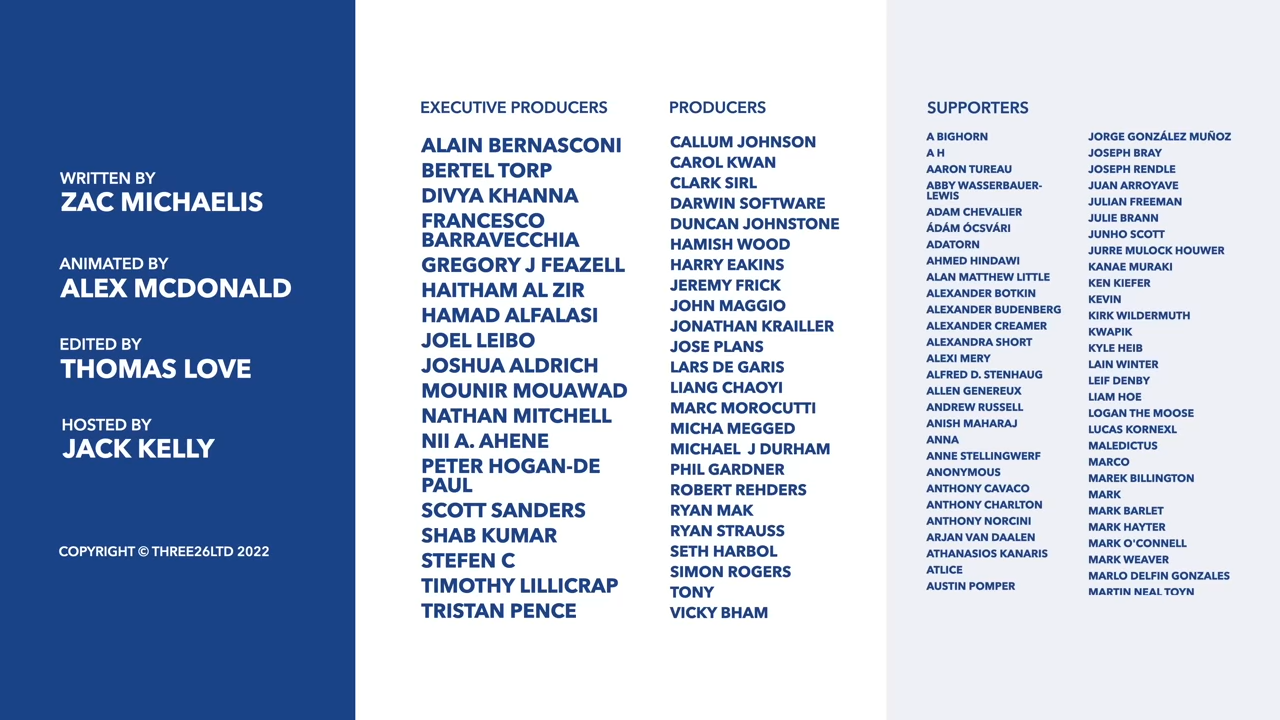 WRITTEN BY
ZAC MICHAELIS
ANIMATED BY
ALEX MCDONALD
EDITED BY
THOMAS LOVE
HOSTED BY
JACK KELLY
COPYRIGHT © THREE26LTD 2022
EXECUTIVE PRODUCERS
ALAIN BERNASCONI
BERTEL TORP
DIVYA KHANNA
FRANCESCO
BARRAVECCHIA
GREGORY J FEAZELL
HAITHAM AL ZIR
HAMAD ALFALASI
JOEL LEIBO
JOSHUA ALDRICH
MOUNIR MOUAWAD
NATHAN MITCHELL
NII A. AHENE
PETER HOGAN-DE
PAUL
SCOTT SANDERS
SHAB KUMAR
STEFEN C
TIMOTHY LILLICRAP
TRISTAN PENCE
PRODUCERS
CALLUM JOHNSON
CAROL KWAN
CLARK SIRL
DARWIN SOFTWARE
DUNCAN JOHNSTONE
HAMISH WOOD
HARRY EAKINS
JEREMY FRICK
JOHN MAGGIO
JONATHAN KRAILLER
JOSE PLANS
LARS DE GARIS
LIANG CHAOYI
MARC MOROCUTTI
MICHA MEGGED
MICHAEL  J DURHAM
PHIL GARDNER
ROBERT REHDERS
RYAN MAK
RYAN STRAUSS
SETH HARBOL
SIMON ROGERS
TONY
VICKY BHAM
SUPPORTERS
A BIGHORN
A H
AARON TUREAU
ABBY WASSERBAUER-
LEWIS
ADAM CHEVALIER
ÁDÁM ÓCSVÁRI
ADATORN
AHMED HINDAWI
ALAN MATTHEW LITTLE
ALEXANDER BOTKIN
ALEXANDER BUDENBERG
ALEXANDER CREAMER
ALEXANDRA SHORT
ALEXI MERY
ALFRED D. STENHAUG
ALLEN GENEREUX
ANDREW RUSSELL
ANISH MAHARAJ
ANNA
ANNE STELLINGWERF
ANONYMOUS
ANTHONY CAVACO
ANTHONY CHARLTON
ANTHONY NORCINI
ARJAN VAN DAALEN
ATHANASIOS KANARIS
ATLICE
AUSTIN POMPER
JORGE GONZÁLEZ MUÑOZ
JOSEPH BRAY
JOSEPH RENDLE
JUAN ARROYAVE
JULIAN FREEMAN
JULIE BRANN
JUNHO SCOTT
JURRE MULOCK HOUWER
KANAE MURAKI
KEN KIEFER
KEVIN
KIRK WILDERMUTH
KWAPIK
KYLE HEIB
LAIN WINTER
LEIF DENBY
LIAM HOE
LOGAN THE MOOSE
LUCAS KORNEXL
MALEDICTUS
MARCO
MAREK BILLINGTON
MARK
MARK BARLET
MARK HAYTER
MARK O'CONNELL
MARK WEAVER
MARLO DELFIN GONZALES
MARTIN NEAL TOYN